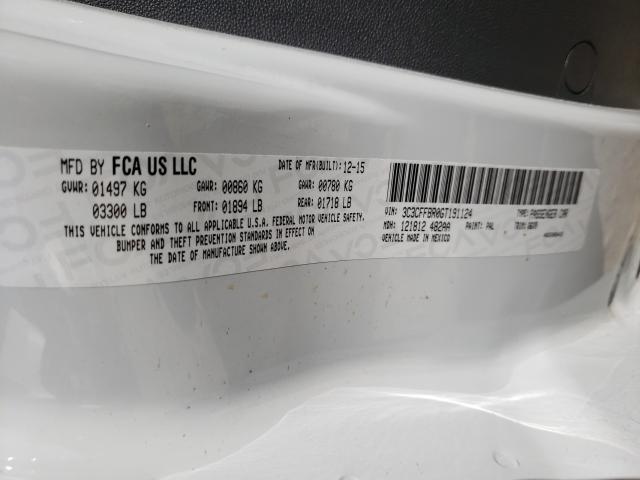 MFD BY FCA US LLC
DATE OF MFR(BUILT): 12-15
GVWR: 01497 KG
GAWR: 00860 KG
GAWR: 00780 KG
03300 LB
FRONT: 01894 LB
REAR: 01718 LB
THIS VEHICLE CONFORMS TO ALL APPLICABLE U.S.A. FEDERAL MOTOR VEHICLE SAFETY,
BUMPER AND THEFT PREVENTION STANDARDS IN EFFECT ON
THE DATE OF MANUFACTURE SHOWN ABOVE.
VIN: 3C3CFFBR0GT191124
TYPE: PASSENGER CAR
MDH: 121812 482AA
PAINT: PAL
TRIM:
VEHICLE MADE IN MEXICO